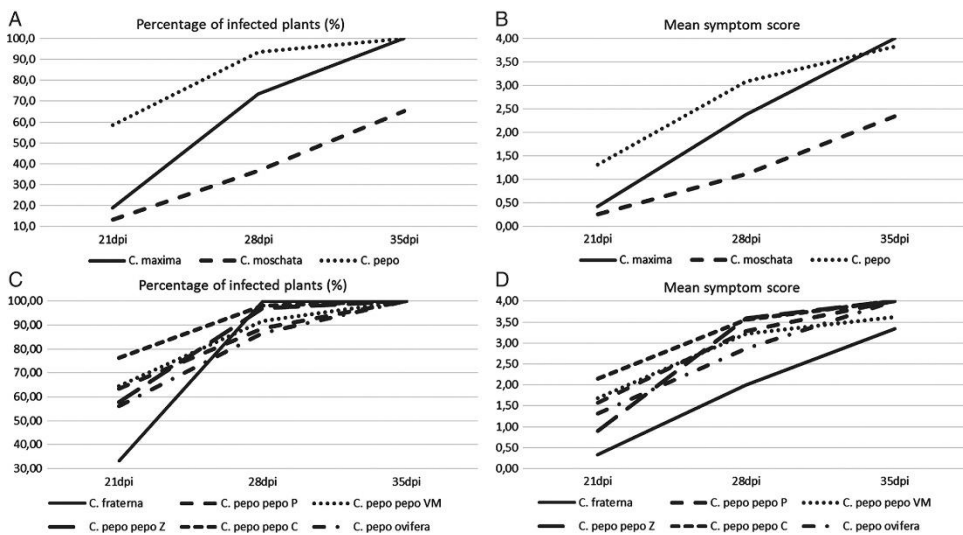 A
Percentage of infected plants (%)
100,0
90,0
80,0
70,0
60,0
50,0
40,0
30,0
20,0
10,0
21dpi 28dpi 35dpi
C. maxima C. moschata C. pepo
B
Mean symptom score
4,00
3,50
3,00
2,50
2,00
1,50
1,00
0,50
0,00
21dpi 28dpi 35dpi
C. maxima C. moschata C. pepo
C
Percentage of infected plants (%)
100,00
90,00
80,00
70,00
60,00
50,00
40,00
30,00
21dpi 28dpi 35dpi
C. fraterna C. pepo pepo P C. pepo pepo VM
C. pepo pepo Z C. pepo pepo C C. pepo ovifera
D
Mean symptom score
4,00
3,50
3,00
2,50
2,00
1,50
1,00
0,50
0,00
21dpi 28dpi 35dpi
C. fraterna C. pepo pepo P C. pepo pepo VM
C. pepo pepo Z C. pepo pepo C C. pepo ovifera